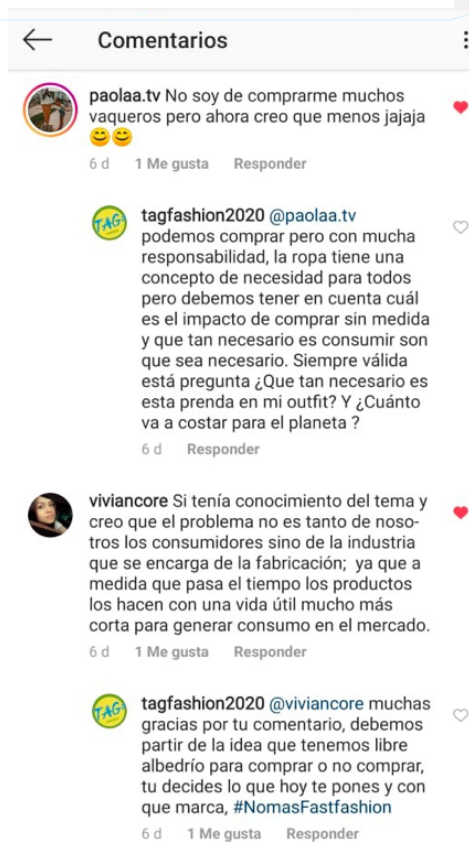 Comentarios
paolaa.tv No soy de comprarme muchos
vaqueros pero ahora creo que menos jajaja
😊😊
6 d 1 Me gusta Responder
TAG
tagfashion2020 @paolaa.tv
podemos comprar pero con mucha
responsabilidad, la ropa tiene una
concepto de necesidad para todos
pero debemos tener en cuenta cuál
es el impacto de comprar sin medida
y que tan necesario es consumir son
que sea necesario. Siempre válida
está pregunta ¿Que tan necesario es
esta prenda en mi outfit? Y ¿Cuánto
va a costar para el planeta ?
6 d Responder
viviancore Si tenía conocimiento del tema y
creo que el problema no es tanto de noso-
tros los consumidores sino de la industria
que se encarga de la fabricación; ya que a
medida que pasa el tiempo los productos
los hacen con una vida útil mucho más
corta para generar consumo en el mercado.
6 d 1 Me gusta Responder
TAG
tagfashion2020 @viviancore muchas
gracias por tu comentario, debemos
partir de la idea que tenemos libre
albedrío para comprar o no comprar,
tu decides lo que hoy te pones y con
que marca, #NomasFastfashion
6 d 1 Me gusta Responder